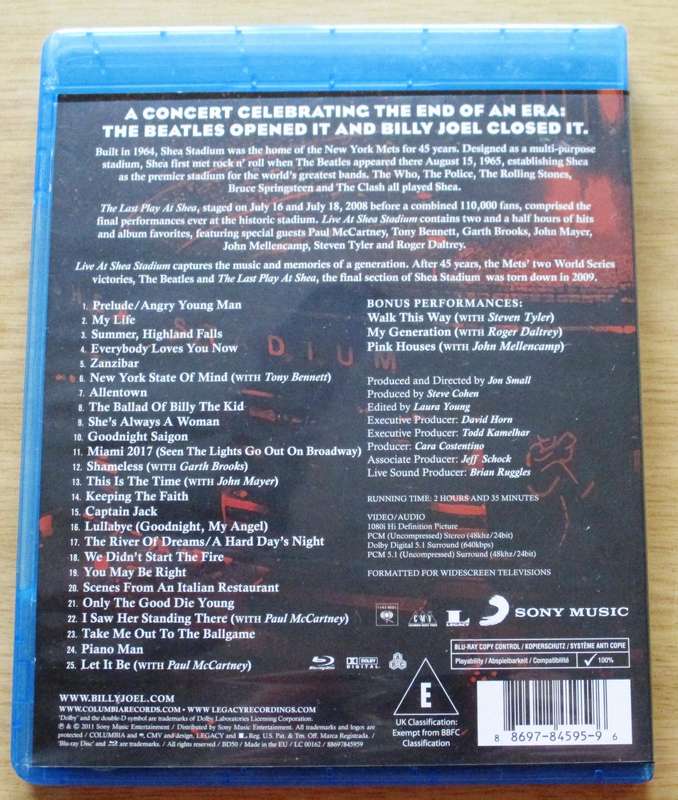 A CONCERT CELEBRATING THE END OF AN ERA:
THE BEATLES OPENED IT AND BILLY JOEL CLOSED IT.
Built in 1964, Shea Stadium was the home of the New York Mets for 45 years. Designed as a multi-purpose
stadium, Shea first met rock n' roll when The Beatles appeared there August 15, 1965, establishing Shea
as the premier stadium for the world's greatest bands. The Who, The Police, The Rolling Stones,
Bruce Springsteen and The Clash all played Shea.
The Last Play At Shea, staged on July 16 and July 18, 2008 before a combined 110,000 fans, comprised the
final performances ever at the historic stadium. Live At Shea Stadium contains two and a half hours of hits
and album favorites, featuring special guests Paul McCartney, Tony Bennett, Garth Brooks, John Mayer,
John Mellencamp, Steven Tyler and Roger Daltrey.
Live At Shea Stadium captures the music and memories of a generation. After 45 years, the Mets' two World Series
victories, The Beatles and The Last Play At Shea, the final section of Shea Stadium was torn down in 2009.
1. Prelude/Angry Young Man
2. My Life
3. Summer, Highland Falls
4. Everybody Loves You Now
5. Zanzibar
6. New York State Of Mind (WITH Tony Bennett)
7. Allentown
8. The Ballad Of Billy The Kid
9. She's Always A Woman
10. Goodnight Saigon
11. Miami 2017 (Seen The Lights Go Out On Broadway)
12. Shameless (WITH Garth Brooks)
13. This Is The Time (WITH John Mayer)
14. Keeping The Faith
15. Captain Jack
16. Lullabye (Goodnight, My Angel)
17. The River Of Dreams/A Hard Day's Night
18. We Didn't Start The Fire
19. You May Be Right
20. Scenes From An Italian Restaurant
21. Only The Good Die Young
22. I Saw Her Standing There (WITH Paul McCartney)
23. Take Me Out To The Ballgame
24. Piano Man
25. Let It Be (WITH Paul McCartney)
BONUS PERFORMANCES:
Walk This Way (WITH Steven Tyler)
My Generation (WITH Roger Daltrey)
Pink Houses (WITH John Mellencamp)
Produced and Directed by Jon Small
Produced by Steve Cohen
Edited by Laura Young
Executive Producer: David Horn
Executive Producer: Todd Kamelhar
Producer: Cara Costentino
Associate Producer: Jeff Schock
Live Sound Producer: Brian Ruggles
RUNNING TIME: 2 HOURS AND 35 MINUTES
VIDEO/AUDIO
1080i Hi Definition Picture
PCM (Uncompressed) Stereo (48khz/24bit)
Dolby Digital 5.1 Surround (640kbps)
PCM 5.1 (Uncompressed) Surround (48khz/24bit)
FORMATTED FOR WIDESCREEN TELEVISIONS
CMV
LEGACY
SONY MUSIC
BLU-RAY COPY CONTROL / KOPIERSCHUTZ / SYSTÈME ANTI COPIE
Playability / Abspielbarkeit / Compatibilité 100%
Blu-ray Disc
DOLBY DIGITAL
WWW.BILLYJOEL.COM
WWW.COLUMBIARECORDS.COM • WWW.LEGACYRECORDINGS.COM
'Dolby' and the double-D symbol are trademarks of Dolby Laboratories Licensing Corporation.
℗ & © 2011 Sony Music Entertainment / Distributed by Sony Music Entertainment. All trademarks and logos are
protected / COLUMBIA and , CMV and design, LEGACY and L Reg. U.S. Pat. & Tm. Off. Marca Registrada. /
'Blu-ray Disc' and are trademarks. / All rights reserved / BD50 / Made in the EU / LC 00162 / 88697845959
E
UK Classification:
Exempt from BBFC
Classification
8 8697-84595-9 6